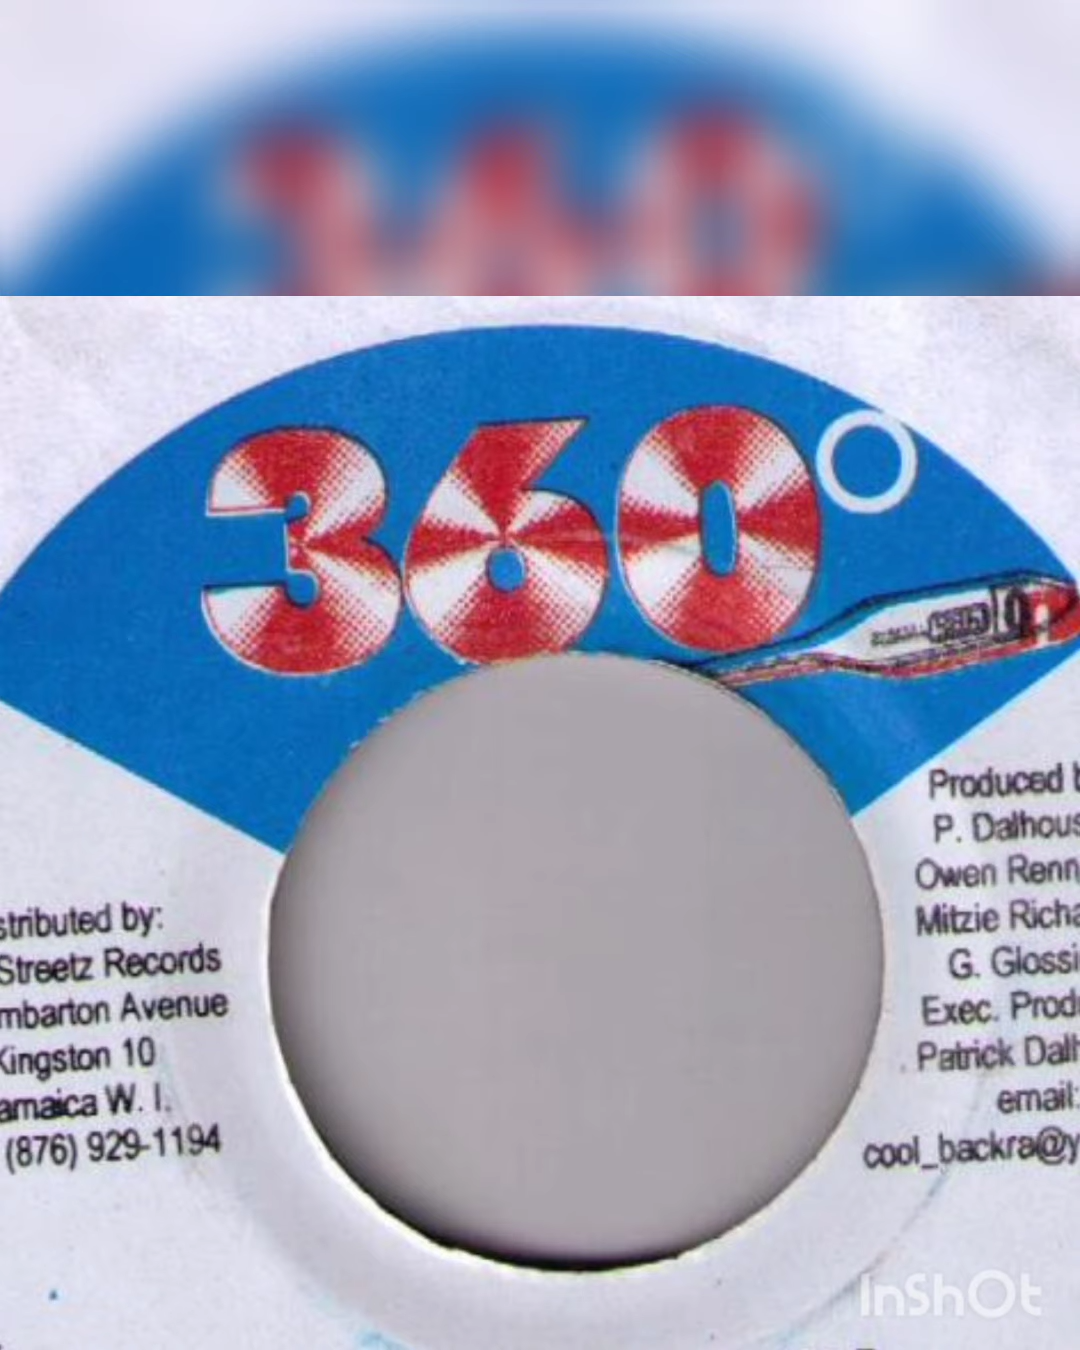 360°
Produced b
P. Dalhous
Owen Renn
Mitzie Richa
G. Glossi
Exec. Prod
Patrick Dalh
email:
cool_backra@y
stributed by:
Streetz Records
mbarton Avenue
Kingston 10
amaica W. I.
(876) 929-1194
InShOt